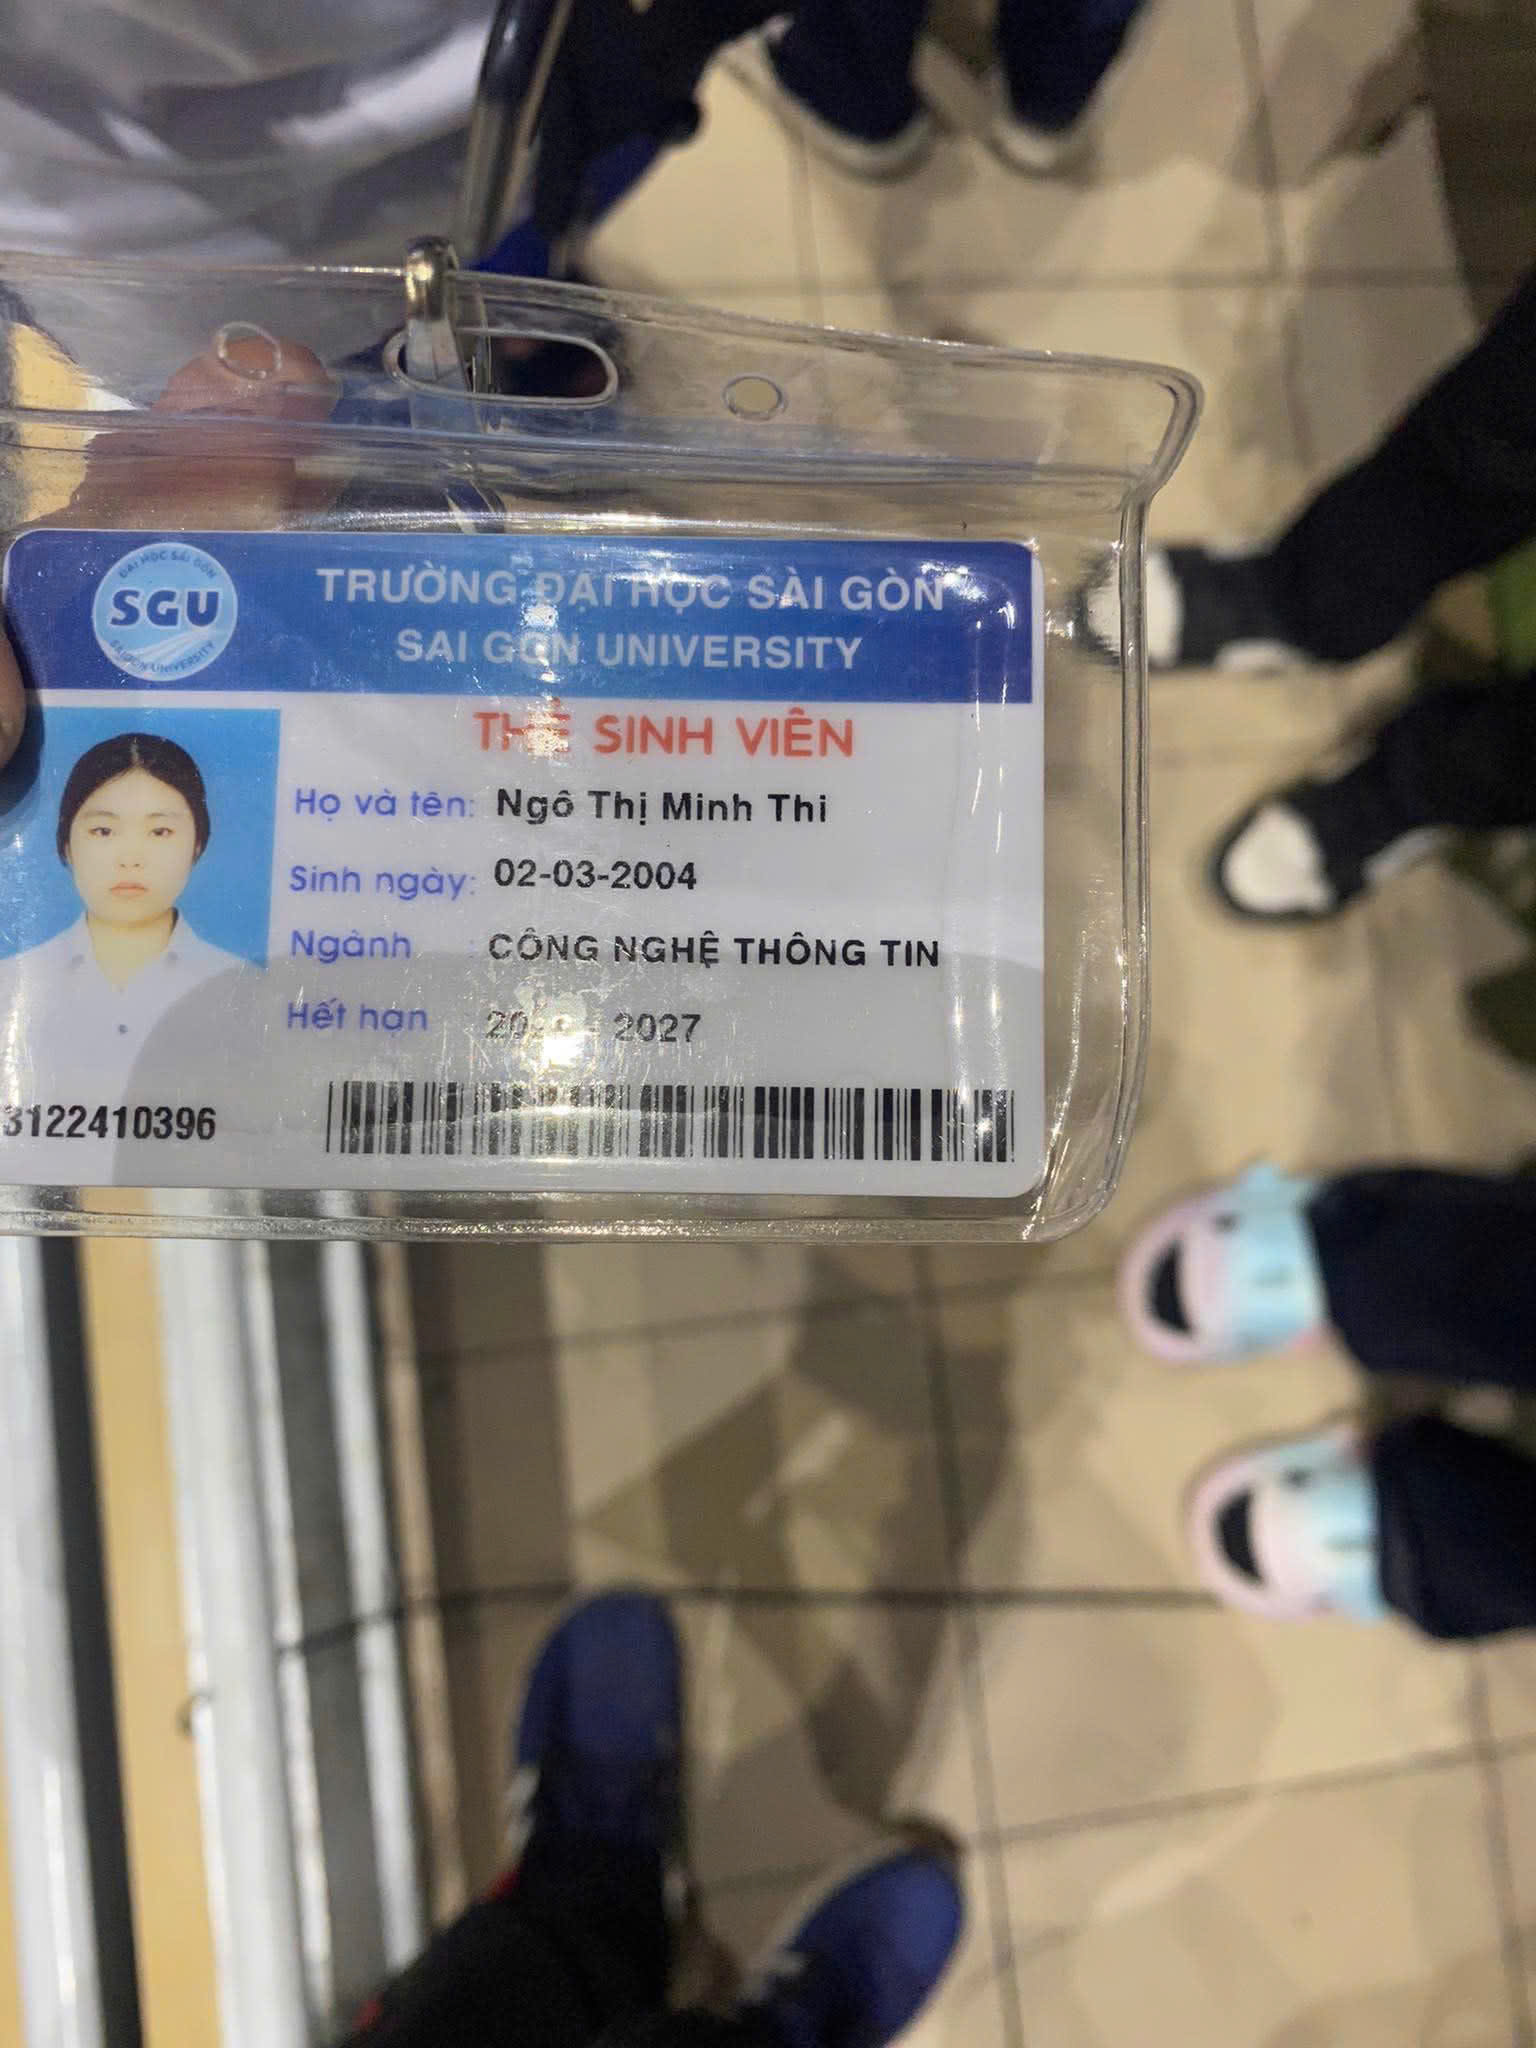 ĐẠI HỌC SÀI GÒN
SGU
SAIGON UNIVERSITY
TRƯỜNG ĐẠI HỌC SÀI GÒN
SAI GON UNIVERSITY
THẺ SINH VIÊN
Họ và tên: Ngô Thị Minh Thi
Sinh ngày: 02-03-2004
Ngành : CÔNG NGHỆ THÔNG TIN
Hết hạn : - 2027
3122410396